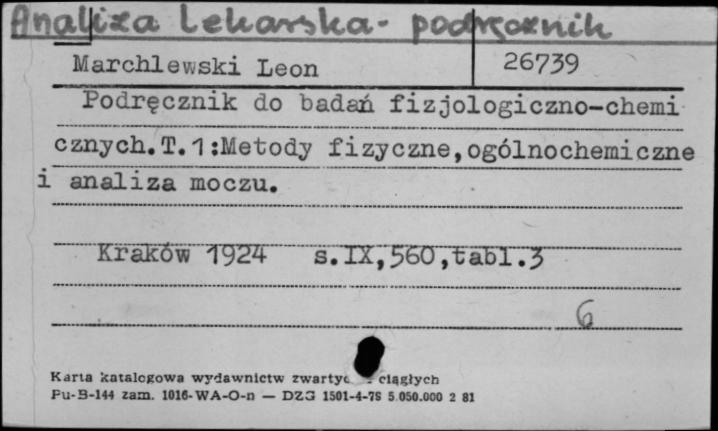 Analiza lekarska - podręcznik
Marchlewski Leon 26739
Podręcznik do badań fizjologiczno-chemi
cznych.T.1:Metody fizyczne,ogólnochemiczne
i analiza moczu.
Kraków 1924 s.IX,560,tabl.3
6
Karta katalogowa wydawnictw ciągłych
Pu-B-144 zam. 1016-WA-O-n — DZG 1501-4-78 5.050.000 2 81